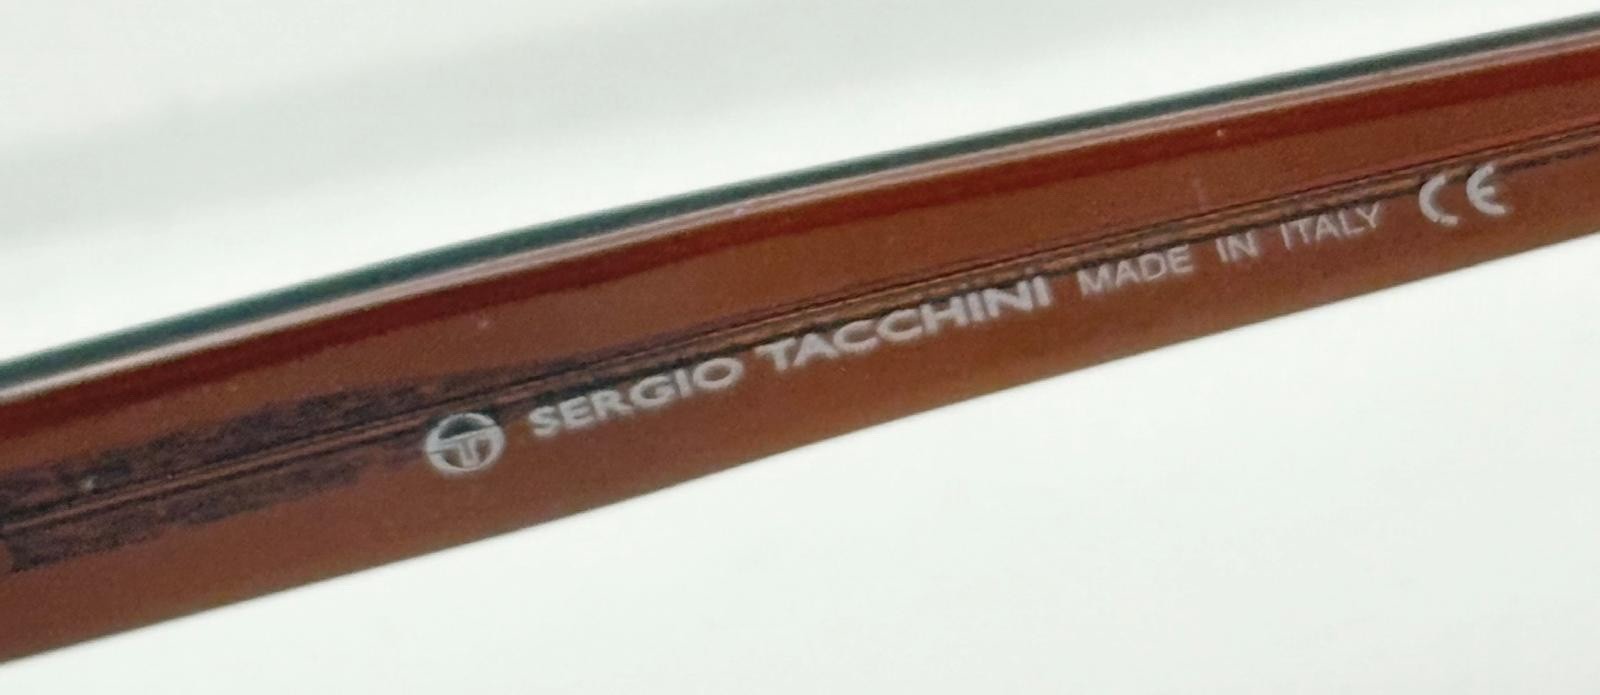 SERGIO TACCHINI MADE IN ITALY CE